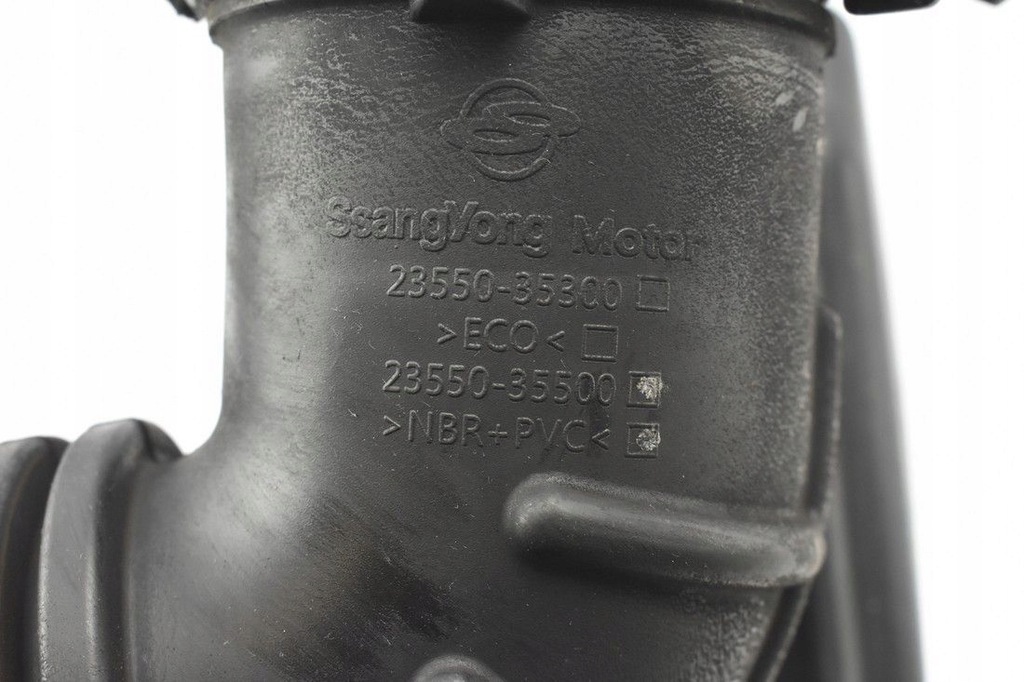 SsangYong Motor
23550-35300 □
>ECO< □
23550-35500 □
>NBR+PVC< □